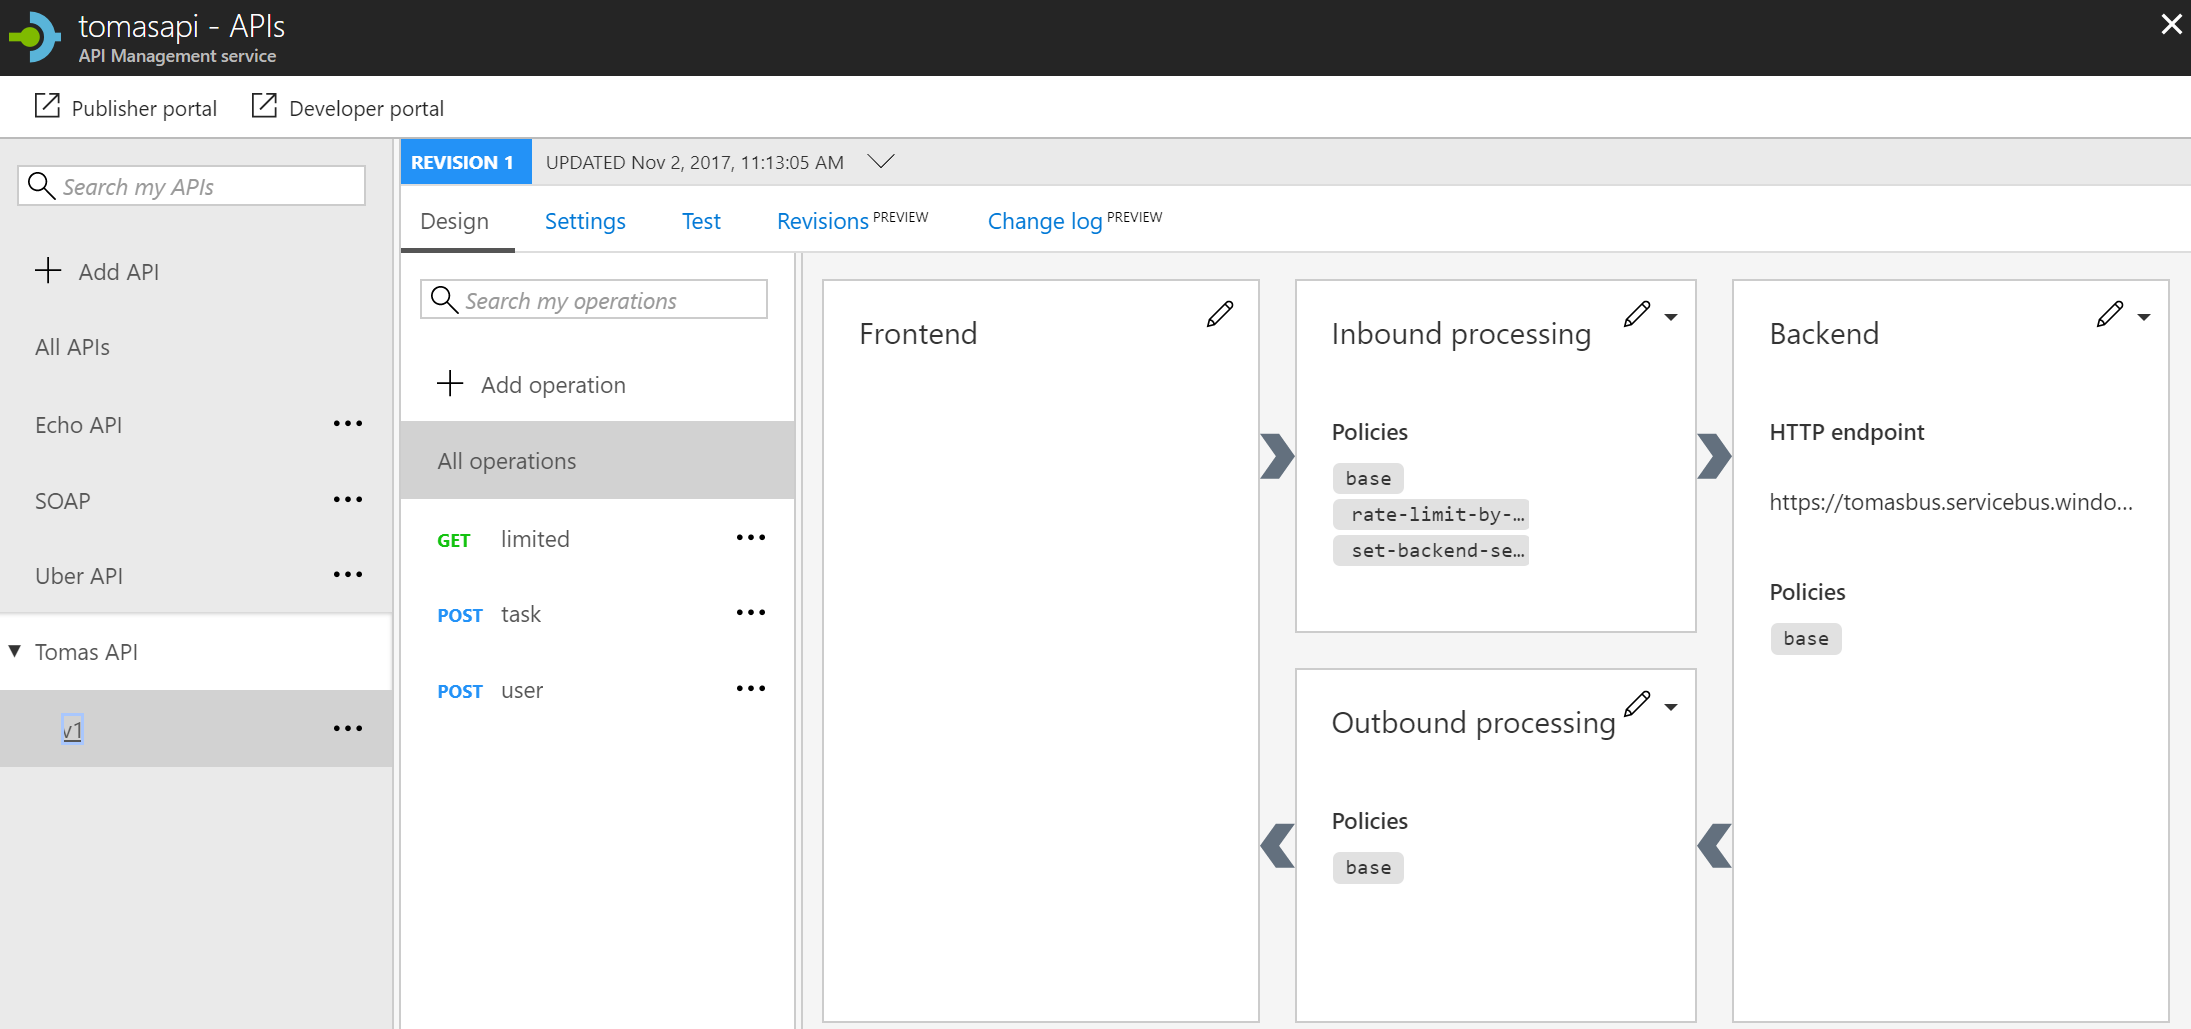 tomasapi - APIs
API Management service
Publisher portal
Developer portal
Search my APIs
Add API
All APIs
Echo API
SOAP
Uber API
Tomas API
v1
REVISION 1
UPDATED Nov 2, 2017, 11:13:05 AM
Design
Settings
Test
Revisions PREVIEW
Change log PREVIEW
Search my operations
Add operation
All operations
GET limited
POST task
POST user
Frontend
Inbound processing
Policies
base
rate-limit-by-…
set-backend-se…
Outbound processing
Policies
base
Backend
HTTP endpoint
https://tomasbus.servicebus.windo...
Policies
base